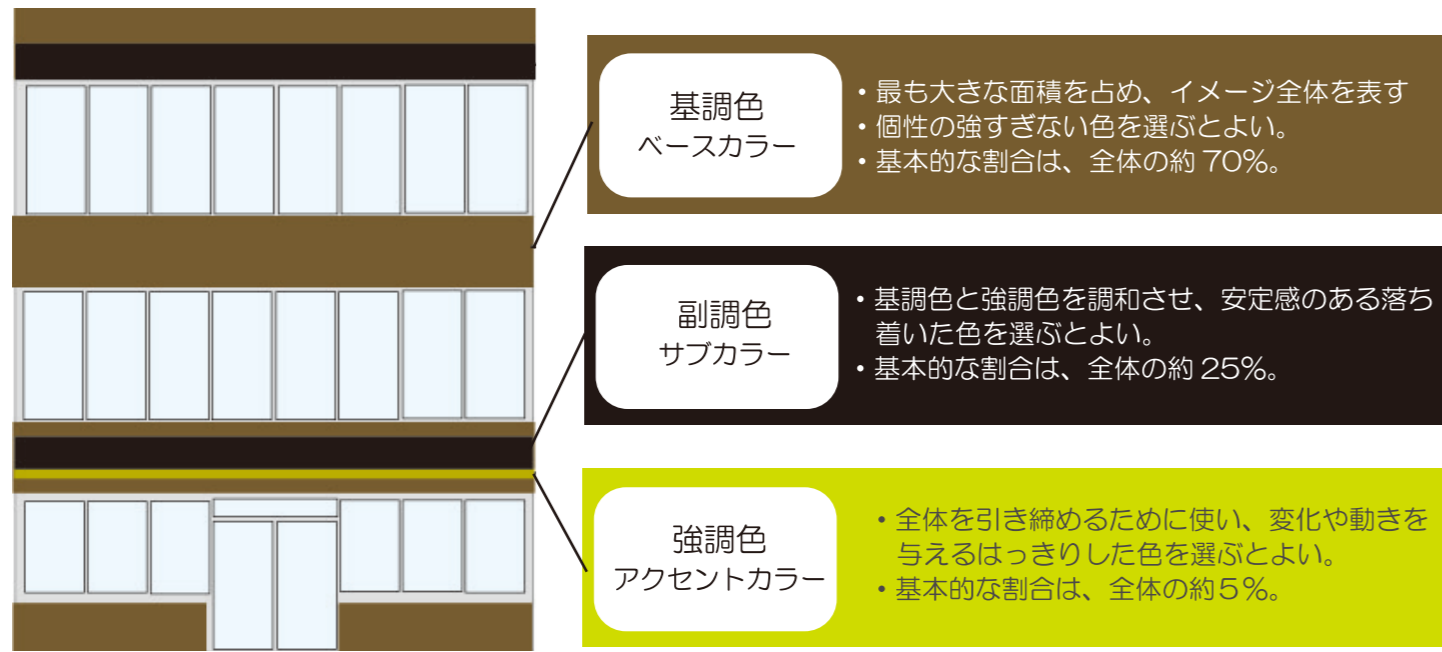 基調色
ベースカラー
・最も大きな面積を占め、イメージ全体を表す
・個性の強すぎない色を選ぶとよい。
・基本的な割合は、全体の約 70%。
副調色
サブカラー
・基調色と強調色を調和させ、安定感のある落ち
着いた色を選ぶとよい。
・基本的な割合は、全体の約 25%。
強調色
アクセントカラー
・全体を引き締めるために使い、変化や動きを
与えるはっきりした色を選ぶとよい。
・基本的な割合は、全体の約５%。